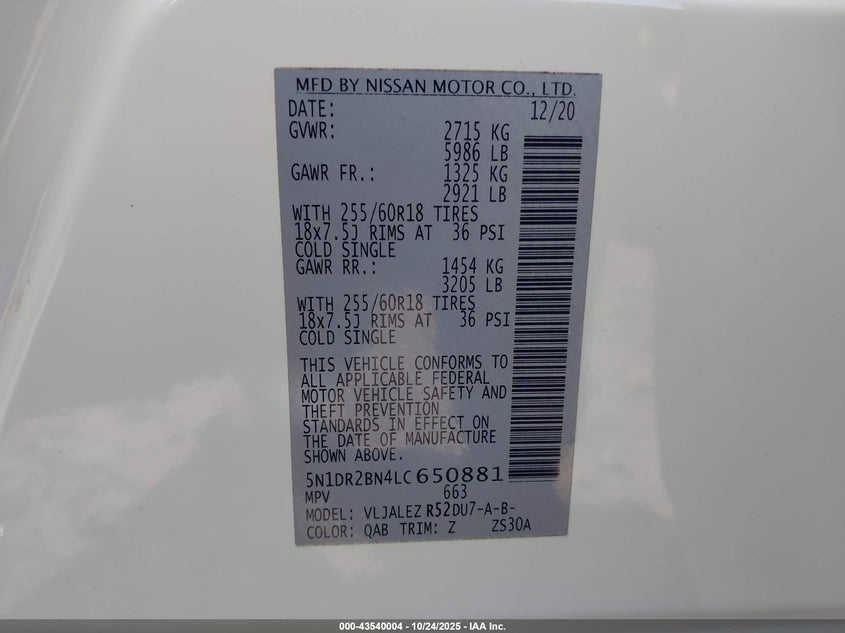 MFD BY NISSAN MOTOR CO., LTD.
DATE: 12/20
GVWR: 2715 KG
5986 LB
GAWR FR.: 1325 KG
2921 LB
WITH 255/60R18 TIRES
18x7.5J RIMS AT 36 PSI
COLD SINGLE
GAWR RR.: 1454 KG
3205 LB
WITH 255/60R18 TIRES
18x7.5J RIMS AT 36 PSI
COLD SINGLE
THIS VEHICLE CONFORMS TO
ALL APPLICABLE FEDERAL
MOTOR VEHICLE SAFETY AND
THEFT PREVENTION
STANDARDS IN EFFECT ON
THE DATE OF MANUFACTURE
SHOWN ABOVE.
5N1DR2BN4LC650881
MPV 663
MODEL: VLJALEZ R52DU7-A-B-
COLOR: QAB TRIM: Z ZS30A
000-43540004 - 10/24/2025 - IAA Inc.